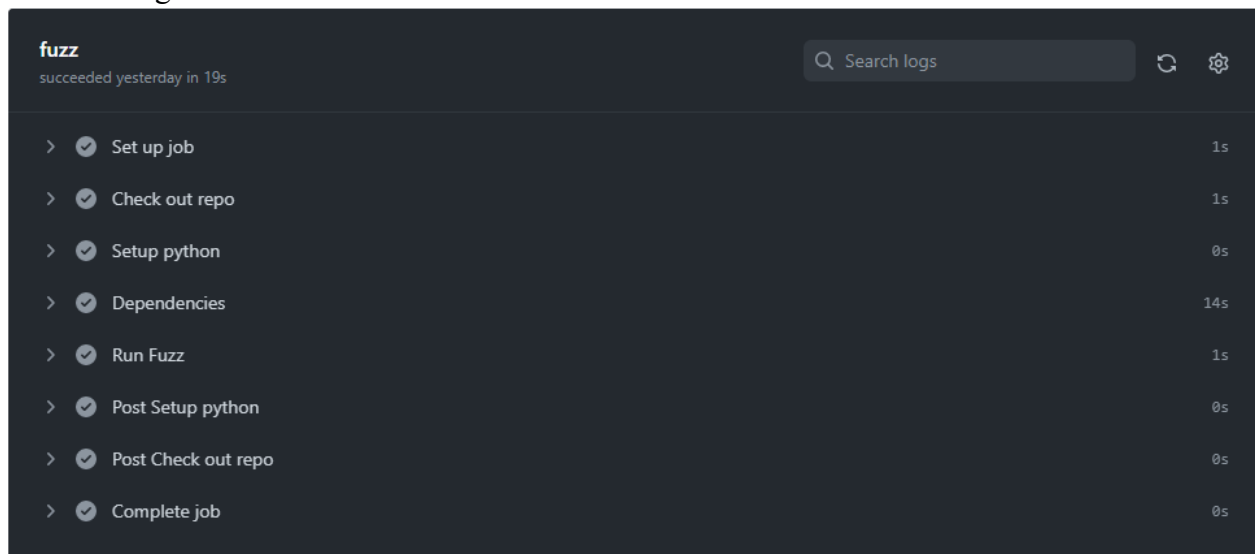 fuzz
succeeded yesterday in 19s
Search logs
Set up job 1s
Check out repo 1s
Setup python 0s
Dependencies 14s
Run Fuzz 1s
Post Setup python 0s
Post Check out repo 0s
Complete job 0s